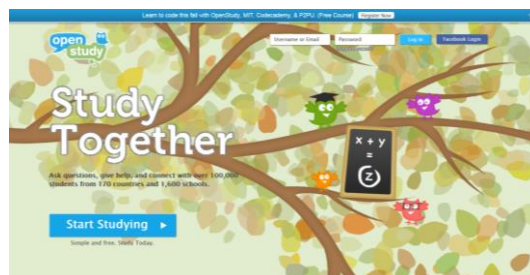 Learn to code this fall with OpenStudy, MIT, Codecademy, & P2PU. (Free Course) Register Now
open
study
Username or Email Password Log In Facebook Login
Study
Together
Ask questions, give help, and connect with over 100,000
students from 170 countries and 1,600 schools.
x + y
=
z
Start Studying
Simple and free. Study Today.